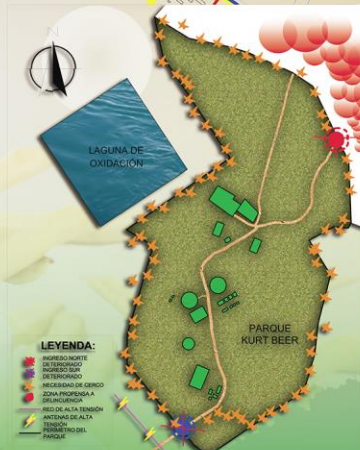 N
LAGUNA DE
OXIDACIÓN
PARQUE
KURT BEER
LEYENDA:
INGRESO NORTE
DETERIORADO
INGRESO SUR
DETERIORADO
NECESIDAD DE CERCO
ZONA PROPENSA A
DELINCUENCIA
RED DE ALTA TENSIÓN
ANTENAS DE ALTA
TENSIÓN
PERÍMETRO DEL
PARQUE